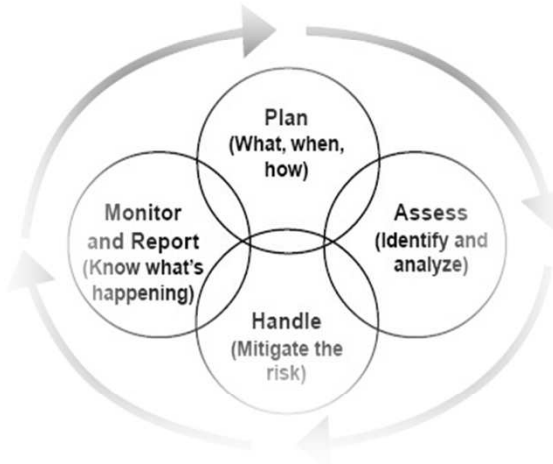 Plan
(What, when,
how)
Monitor
and Report
(Know what's
happening)
Assess
(Identify and
analyze)
Handle
(Mitigate the
risk)